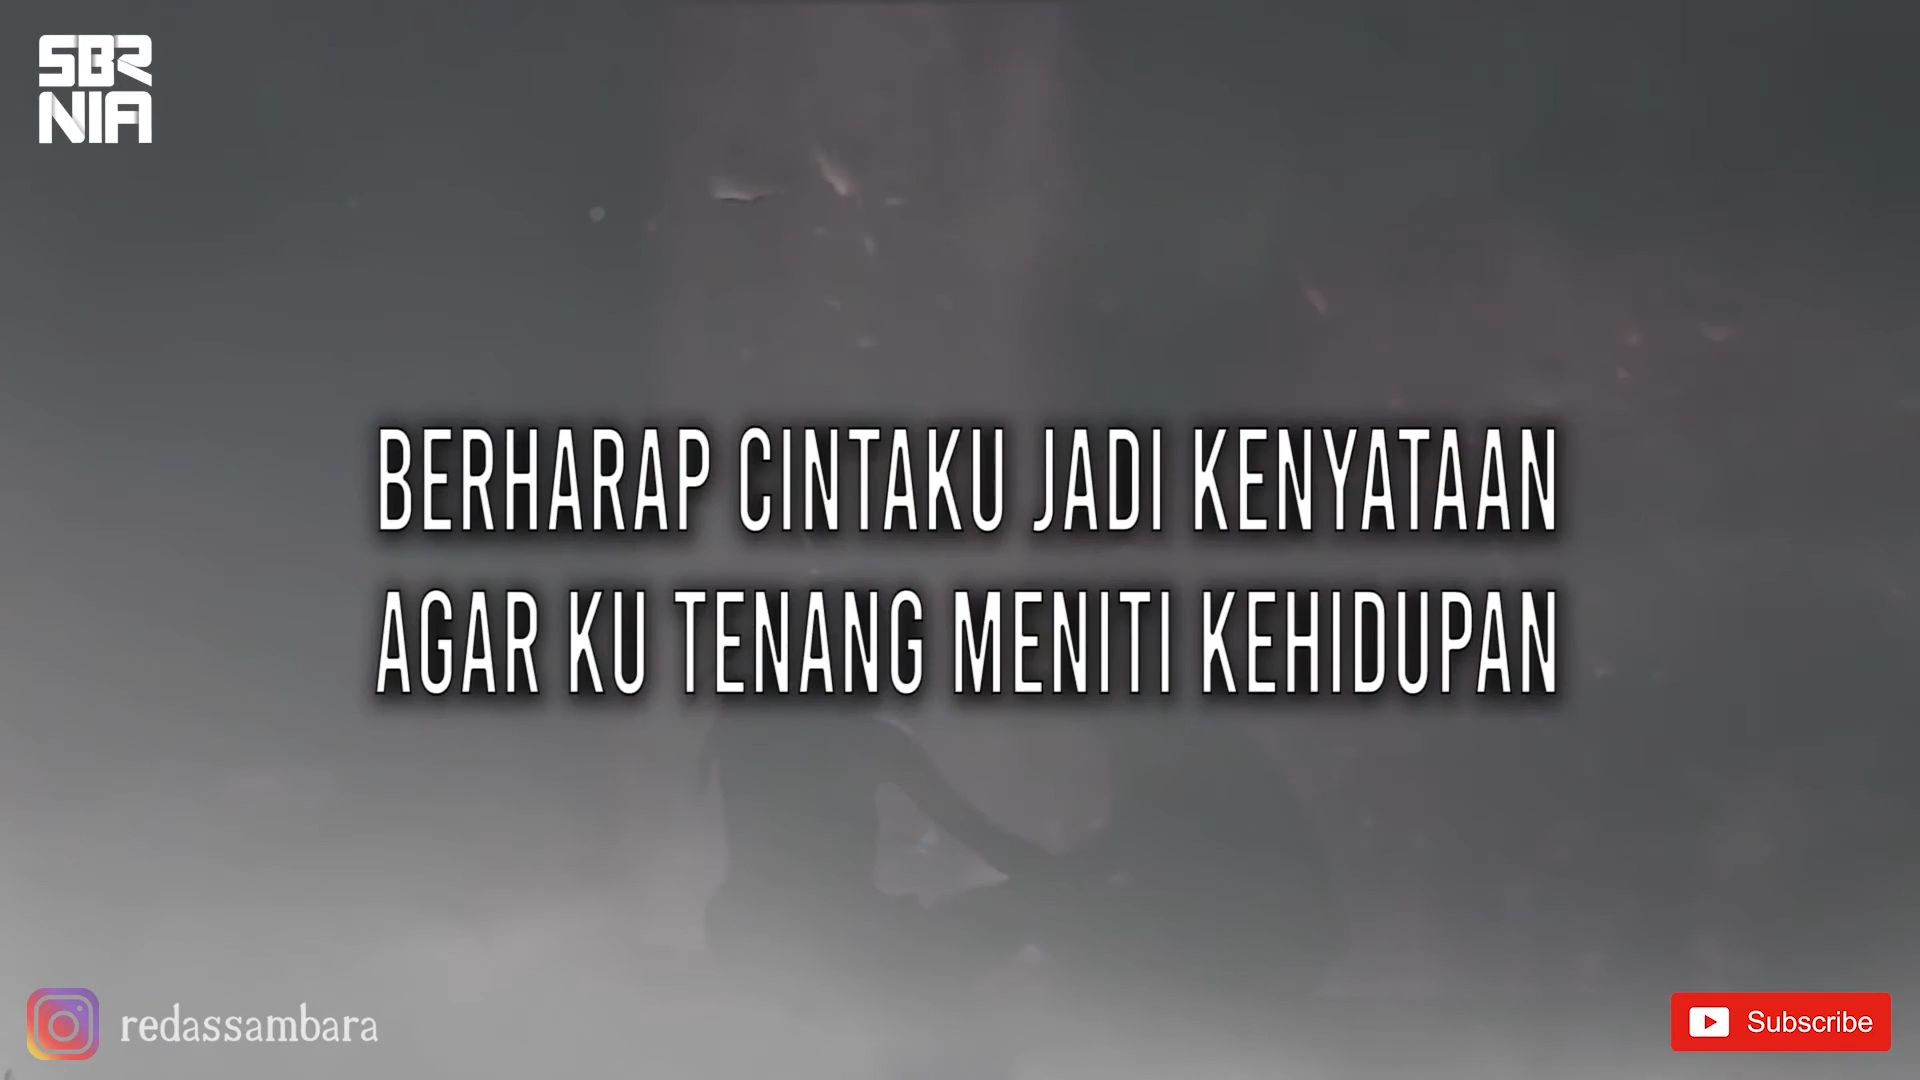 SBR
NIA
BERHARAP CINTAKU JADI KENYATAAN
AGAR KU TENANG MENITI KEHIDUPAN
redassambara
Subscribe